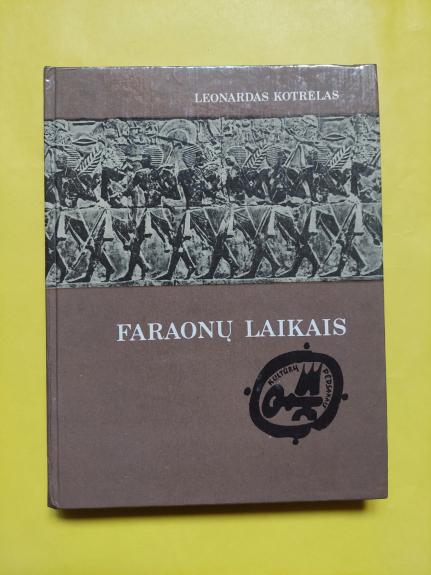 LEONARDAS KOTRELAS
FARAONŲ LAIKAIS
KULTŪRŲ PĖDSAKAIS